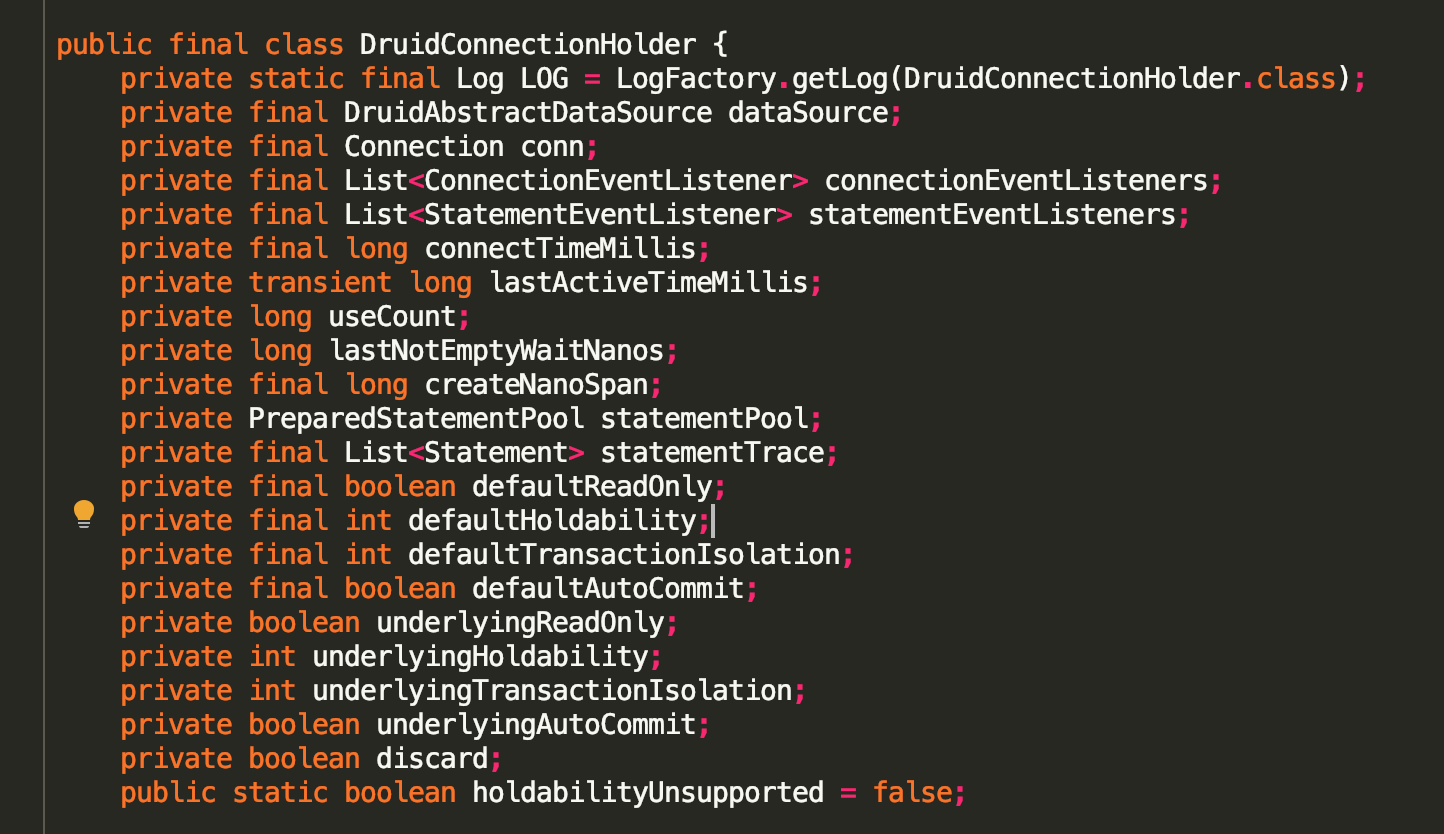 public final class DruidConnectionHolder {
    private static final Log LOG = LogFactory.getLog(DruidConnectionHolder.class);
    private final DruidAbstractDataSource dataSource;
    private final Connection conn;
    private final List<ConnectionEventListener> connectionEventListeners;
    private final List<StatementEventListener> statementEventListeners;
    private final long connectTimeMillis;
    private transient long lastActiveTimeMillis;
    private long useCount;
    private long lastNotEmptyWaitNanos;
    private final long createNanoSpan;
    private PreparedStatementPool statementPool;
    private final List<Statement> statementTrace;
    private final boolean defaultReadOnly;
    private final int defaultHoldability;
    private final int defaultTransactionIsolation;
    private final boolean defaultAutoCommit;
    private boolean underlyingReadOnly;
    private int underlyingHoldability;
    private int underlyingTransactionIsolation;
    private boolean underlyingAutoCommit;
    private boolean discard;
    public static boolean holdabilityUnsupported = false;